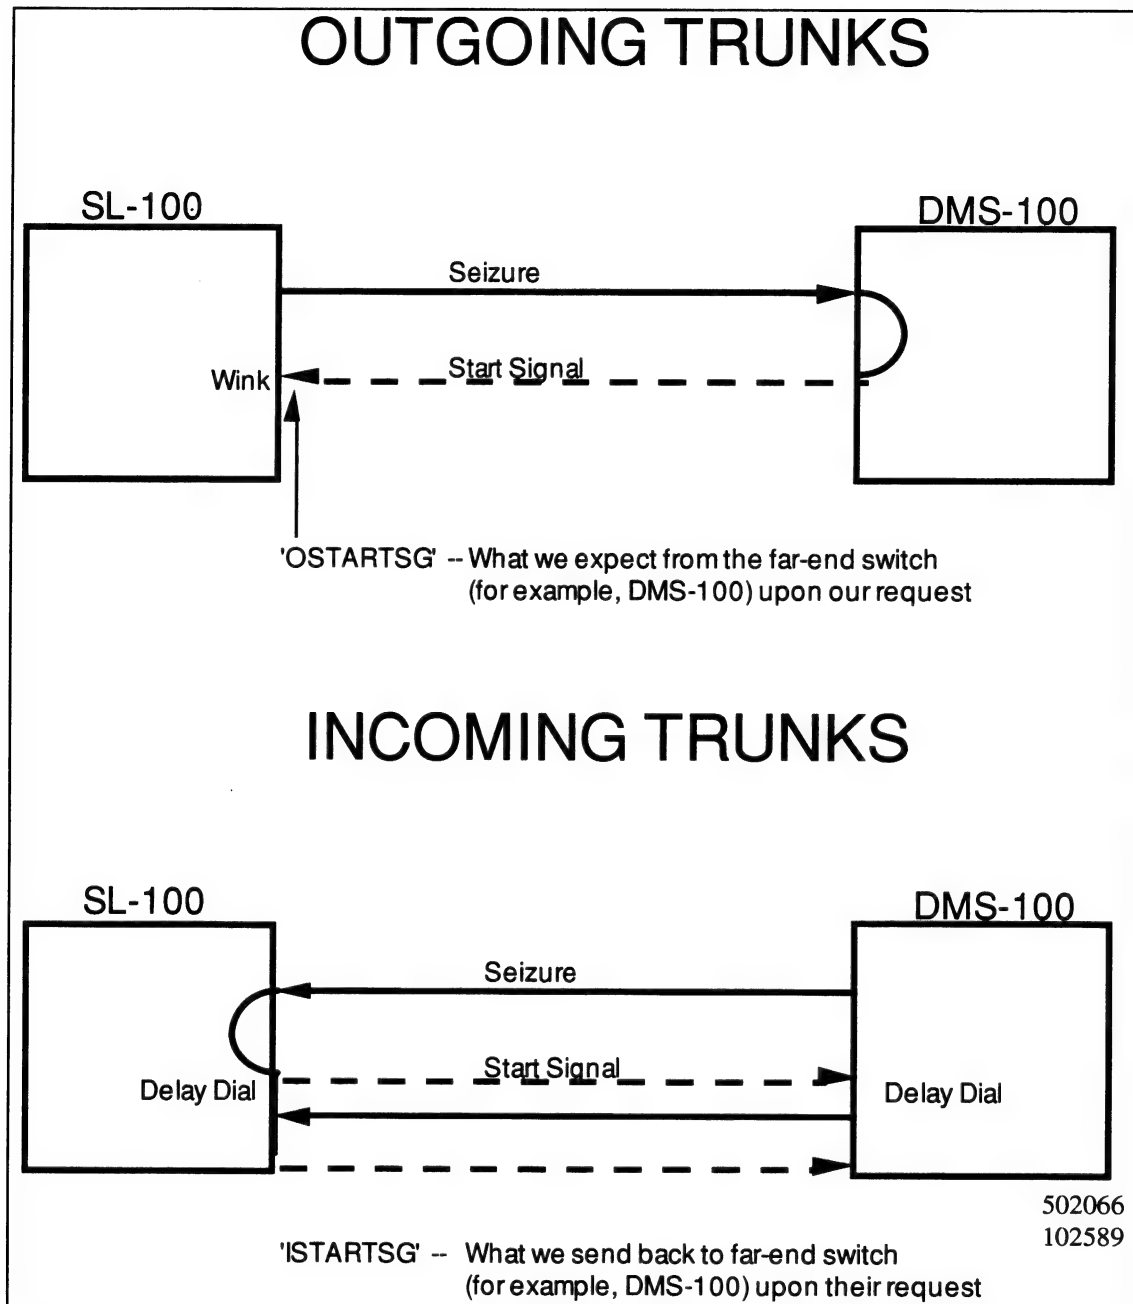 OUTGOING TRUNKS
SL-100
DMS-100
Seizure
Start Signal
Wink
'OSTARTSG' -- What we expect from the far-end switch
(for example, DMS-100) upon our request
INCOMING TRUNKS
SL-100
DMS-100
Seizure
Start Signal
Delay Dial
Delay Dial
502066
102589
'ISTARTSG' -- What we send back to far-end switch
(for example, DMS-100) upon their request